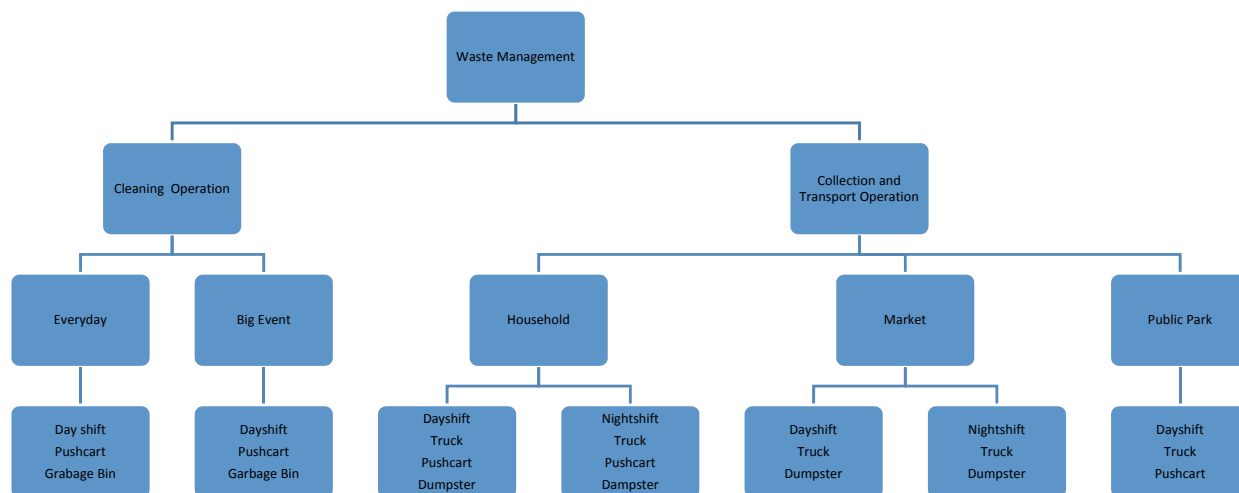 Waste Management
Cleaning Operation
Collection and
Transport Operation
Everyday
Big Event
Household
Market
Public Park
Day shift
Pushcart
Grabage Bin
Dayshift
Pushcart
Garbage Bin
Dayshift
Truck
Pushcart
Dumpster
Nightshift
Truck
Pushcart
Dampster
Dayshift
Truck
Dumpster
Nightshift
Truck
Dumpster
Dayshift
Truck
Pushcart